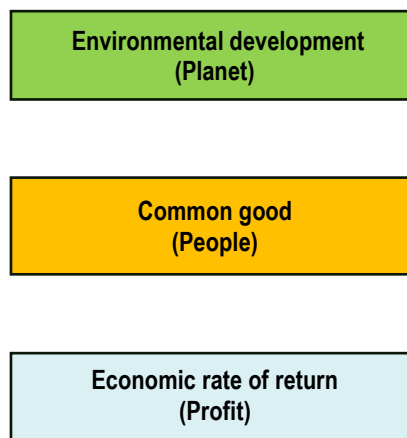 Environmental development
(Planet)
Common good
(People)
Economic rate of return
(Profit)